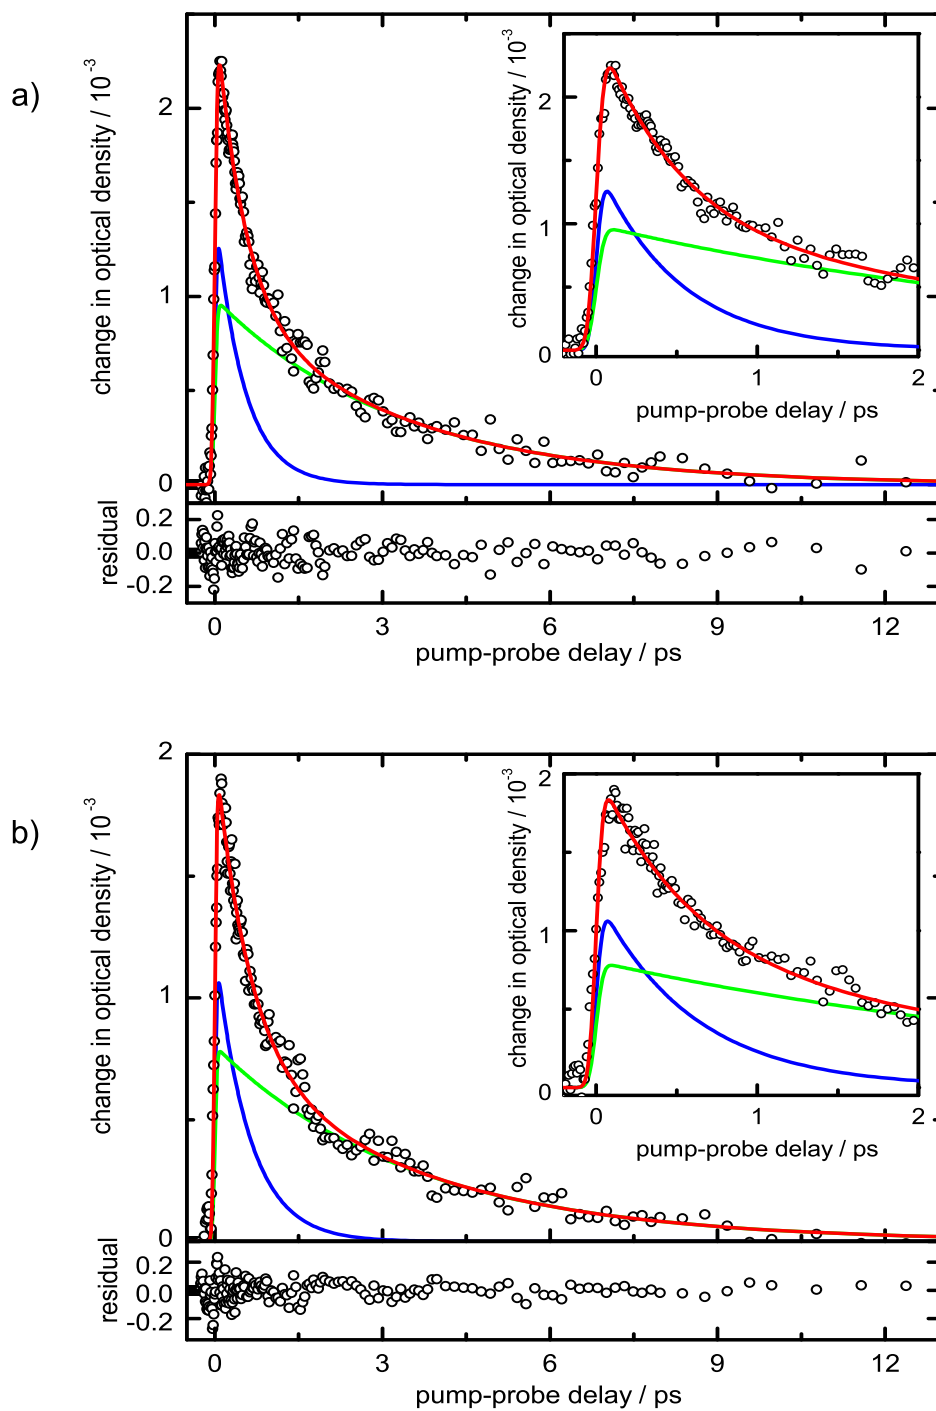 a)
change in optical density / 10⁻³
2
1
0
change in optical density / 10⁻³
2
1
0
0
1
2
pump-probe delay / ps
residual
0.2
0.0
-0.2
0
3
6
9
12
pump-probe delay / ps
b)
change in optical density / 10⁻³
2
1
0
change in optical density / 10⁻³
2
1
0
0
1
2
pump-probe delay / ps
residual
0.2
0.0
-0.2
0
3
6
9
12
pump-probe delay / ps